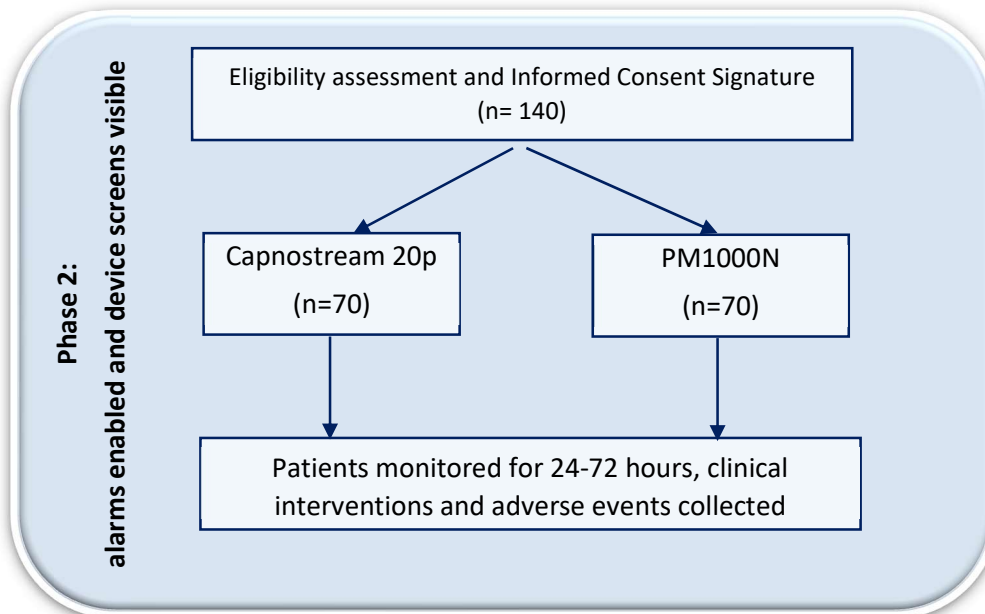 Phase 2:
alarms enabled and device screens visible
Eligibility assessment and Informed Consent Signature
(n= 140)
Capnostream 20p
(n=70)
PM1000N
(n=70)
Patients monitored for 24-72 hours, clinical
interventions and adverse events collected